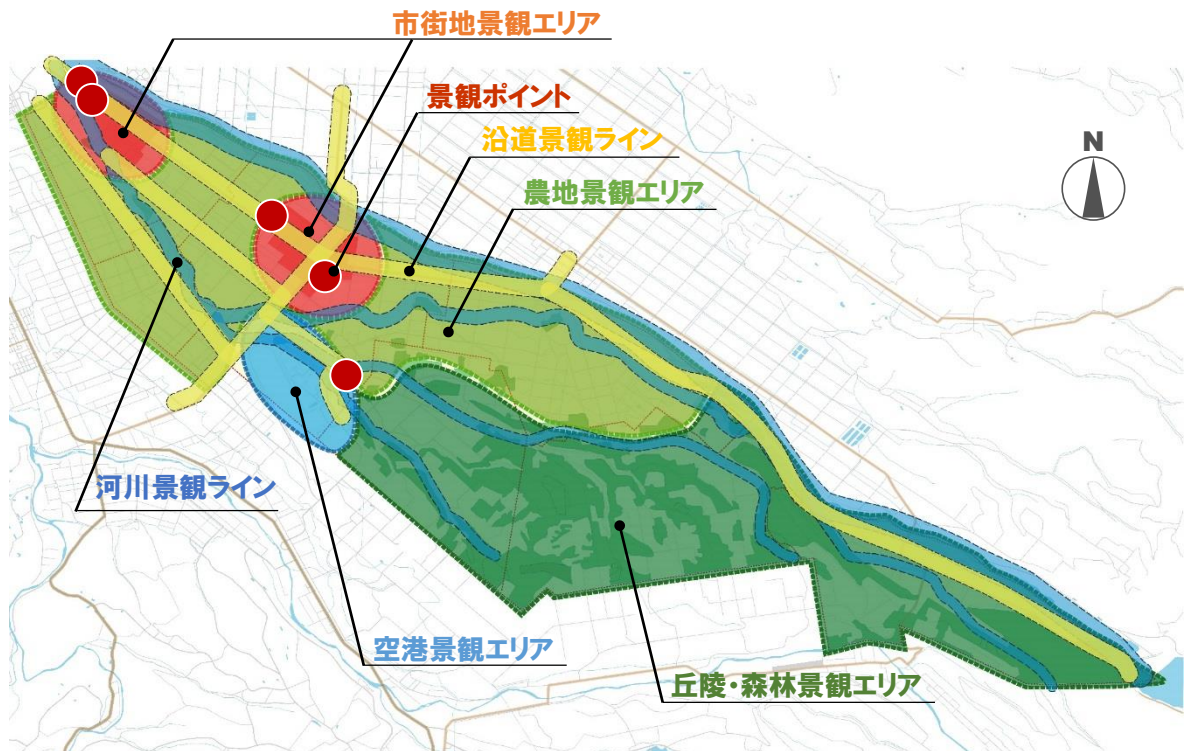 市街地景観エリア
景観ポイント
沿道景観ライン
N
農地景観エリア
河川景観ライン
空港景観エリア
丘陵・森林景観エリア